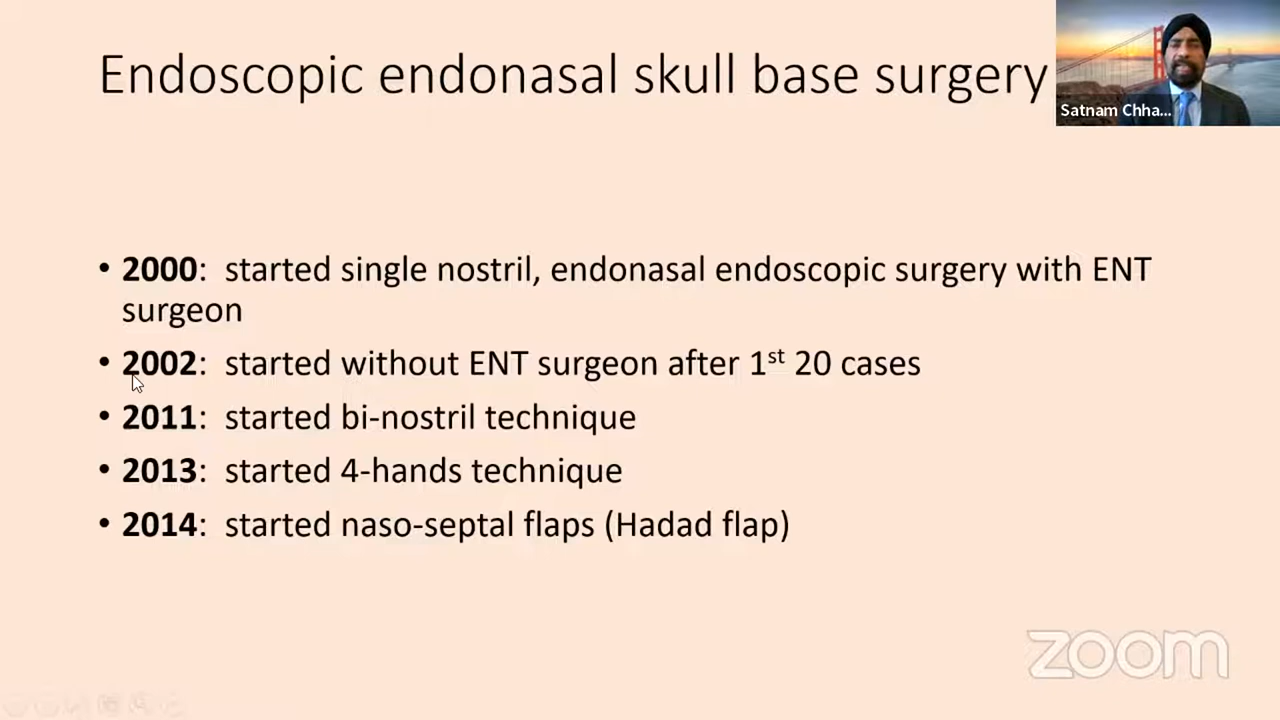 Endoscopic endonasal skull base surgery
Satnam Chha...
• 2000: started single nostril, endonasal endoscopic surgery with ENT
surgeon
• 2002: started without ENT surgeon after 1st 20 cases
• 2011: started bi-nostril technique
• 2013: started 4-hands technique
• 2014: started naso-septal flaps (Hadad flap)
zoom